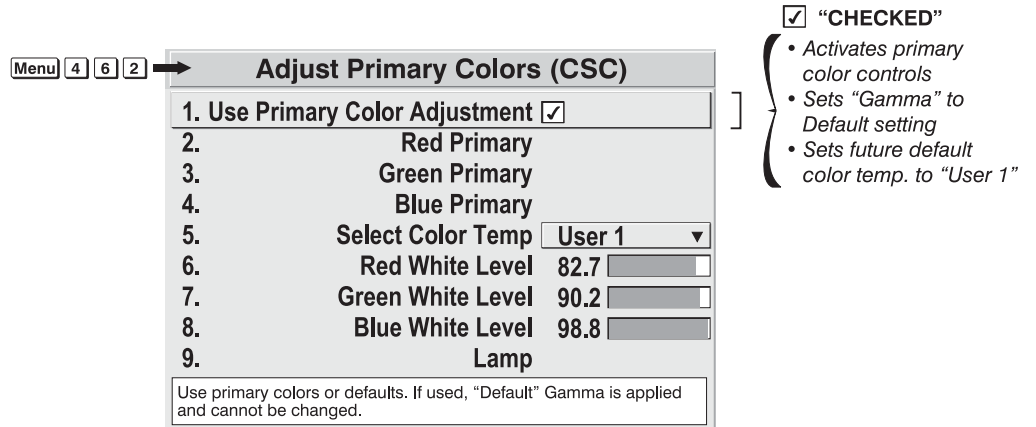 Menu 4 6 2
Adjust Primary Colors (CSC)
1. Use Primary Color Adjustment ✓
2. Red Primary
3. Green Primary
4. Blue Primary
5. Select Color Temp User 1 ▼
6. Red White Level 82.7
7. Green White Level 90.2
8. Blue White Level 98.8
9. Lamp
Use primary colors or defaults. If used, “Default” Gamma is applied
and cannot be changed.
✓ “CHECKED”
• Activates primary
color controls
• Sets “Gamma” to
Default setting
• Sets future default
color temp. to “User 1”